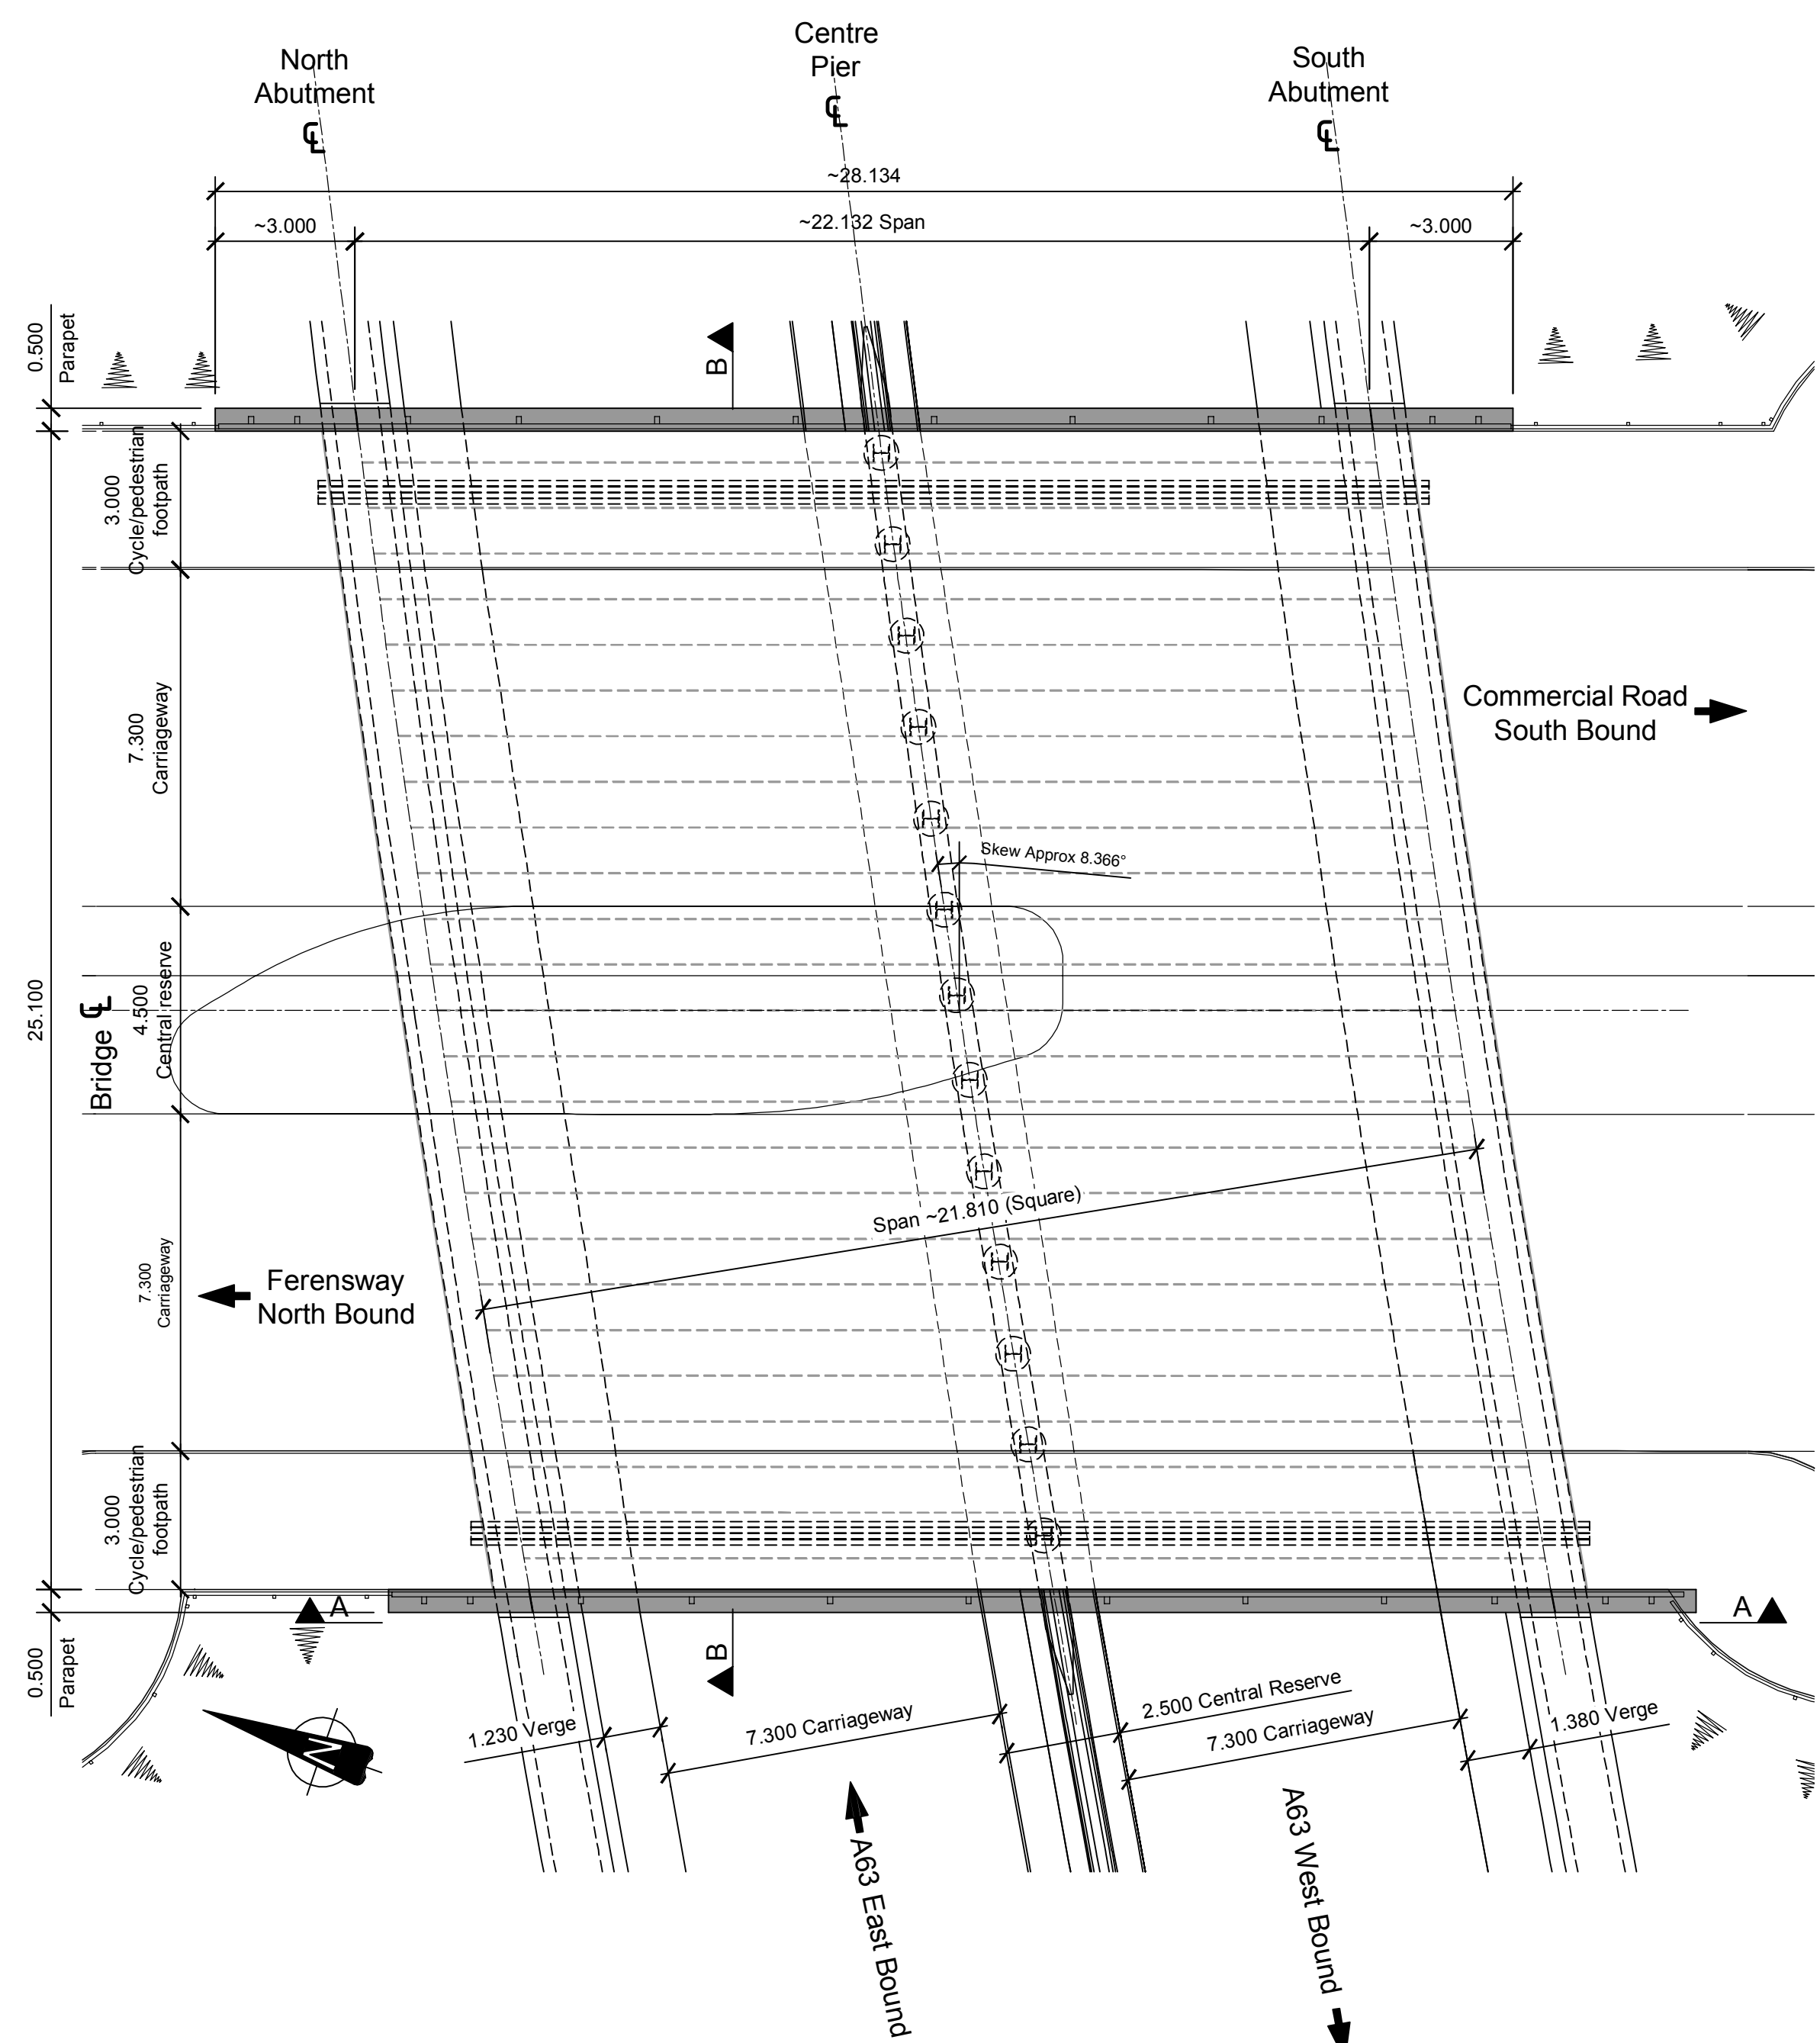 North
Abutment
Centre
Pier
South
Abutment
℄
℄
℄
~28.134
~3.000
~22.132 Span
~3.000
0.500
Parapet
B
3.000
Cycle/pedestrian
footpath
H
H
H
7.300
Carriageway
Commercial Road
South Bound
H
H
Skew Approx 8.366°
H
25.100
Bridge ℄
4.500
Central reserve
H
H
H
Span ~21.810 (Square)
7.300
Carriageway
Ferensway
North Bound
H
H
H
3.000
Cycle/pedestrian
footpath
H
A
A
0.500
Parapet
B
N
1.230 Verge
7.300 Carriageway
2.500 Central Reserve
7.300 Carriageway
1.380 Verge
A63 East Bound
A63 West Bound